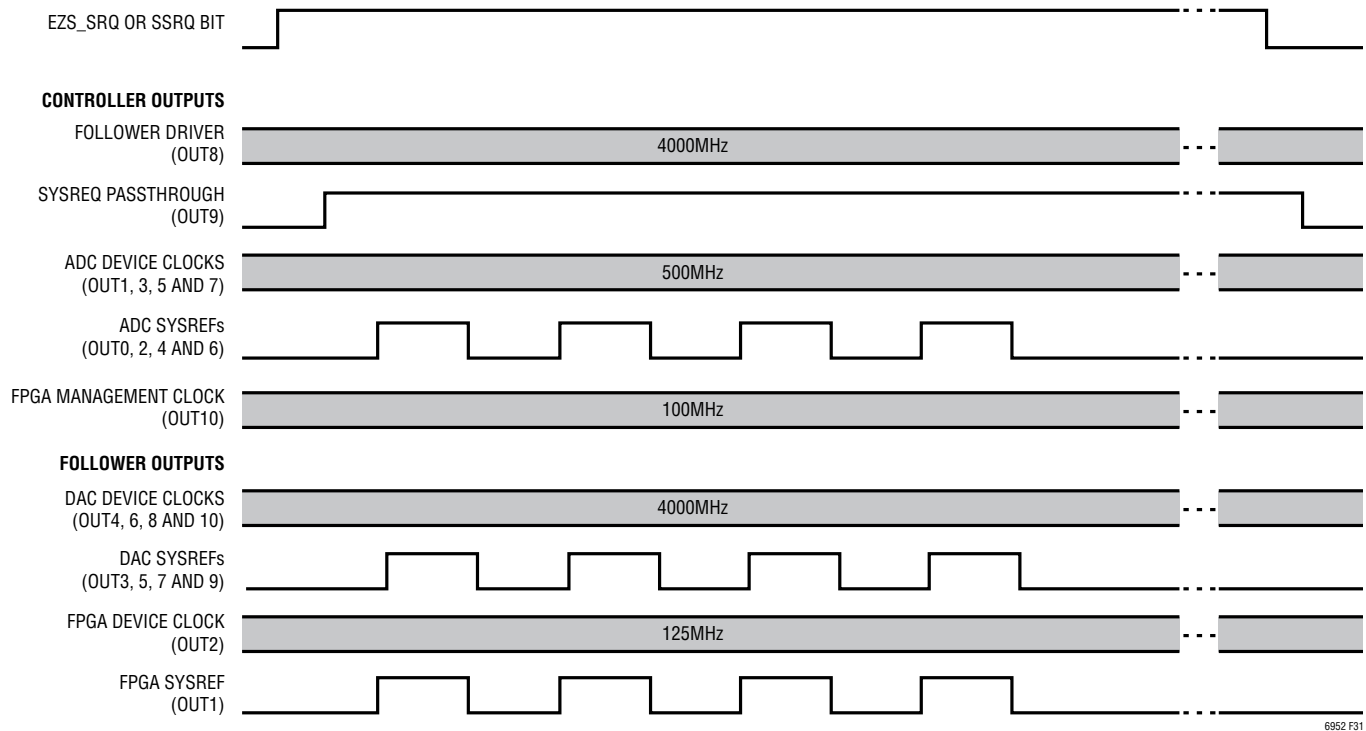 EZS_SRQ OR SSRQ BIT
CONTROLLER OUTPUTS
FOLLOWER DRIVER
(OUT8)
4000MHz
SYSREQ PASSTHROUGH
(OUT9)
ADC DEVICE CLOCKS
(OUT1, 3, 5 AND 7)
500MHz
ADC SYSREFs
(OUT0, 2, 4 AND 6)
FPGA MANAGEMENT CLOCK
(OUT10)
100MHz
FOLLOWER OUTPUTS
DAC DEVICE CLOCKS
(OUT4, 6, 8 AND 10)
4000MHz
DAC SYSREFs
(OUT3, 5, 7 AND 9)
FPGA DEVICE CLOCK
(OUT2)
125MHz
FPGA SYSREF
(OUT1)
6952 F31